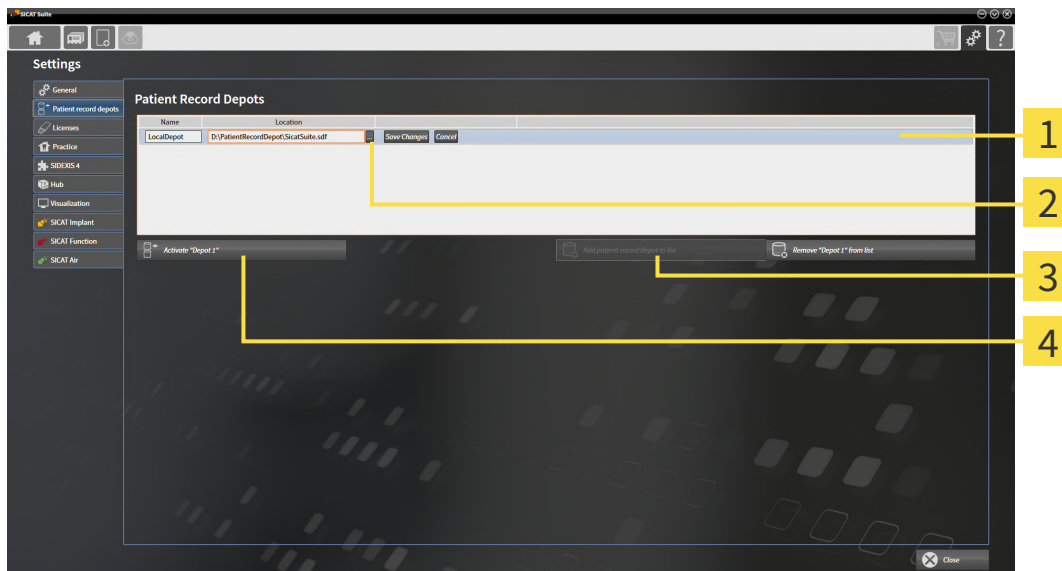 SICAT Suite
?
Settings
General
Patient record depots
Licenses
Practice
SIDEXIS 4
Hub
Visualization
SICAT Implant
SICAT Function
SICAT Air
Patient Record Depots
Name Location
LocalDepot D:\PatientRecordDepot\SicatSuite.sdf ... Save Changes Cancel
Activate "Depot 1" Add patient record depot to list Remove "Depot 1" from list
Close
1
2
3
4